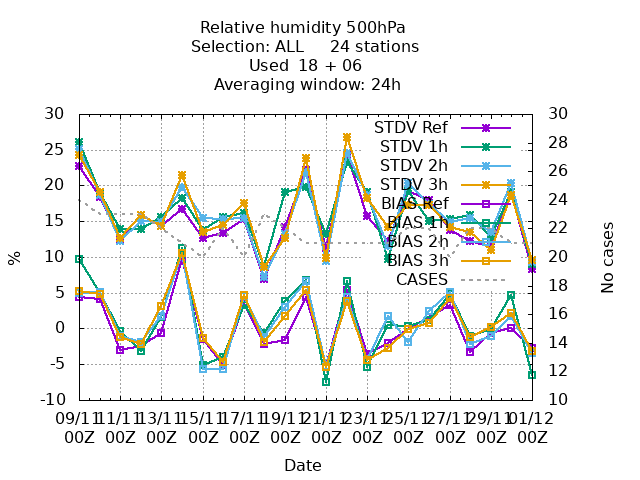 Relative humidity 500hPa
Selection: ALL 24 stations
Used 18 + 06
Averaging window: 24h
30 30
28
25 26
24
20
22
15 20
10 18
5 16
0 14
-5 12
-10 10
%
No cases
STDV Ref
STDV 1h
STDV 2h
STDV 3h
BIAS Ref
BIAS 1h
BIAS 2h
BIAS 3h
CASES
09/11 11/11 13/11 15/11 17/11 19/11 21/11 23/11 25/11 27/11 29/11 01/12
00Z 00Z 00Z 00Z 00Z 00Z 00Z 00Z 00Z 00Z 00Z 00Z
Date